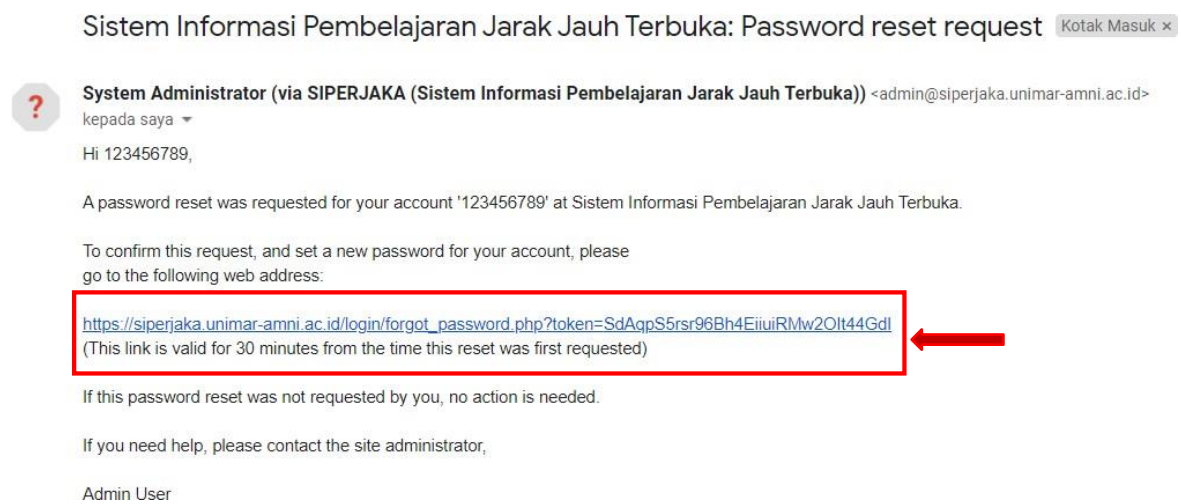 Sistem Informasi Pembelajaran Jarak Jauh Terbuka: Password reset request Kotak Masuk ×
?
System Administrator (via SIPERJAKA (Sistem Informasi Pembelajaran Jarak Jauh Terbuka)) <admin@siperjaka.unimar-amni.ac.id>
kepada saya
Hi 123456789,
A password reset was requested for your account '123456789' at Sistem Informasi Pembelajaran Jarak Jauh Terbuka.
To confirm this request, and set a new password for your account, please
go to the following web address:
https://siperjaka.unimar-amni.ac.id/login/forgot_password.php?token=SdAqpS5rsr96Bh4EiiuiRMw2OIt44GdI
(This link is valid for 30 minutes from the time this reset was first requested)
If this password reset was not requested by you, no action is needed.
If you need help, please contact the site administrator,
Admin User